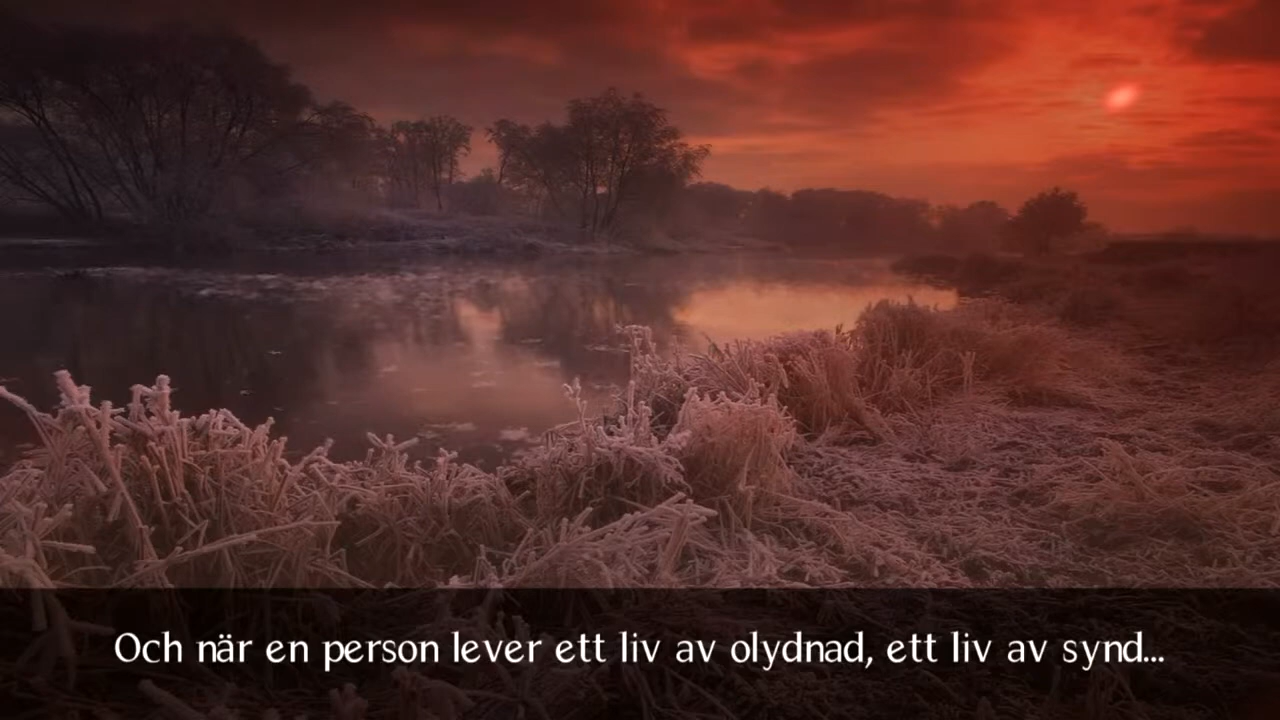 Och när en person lever ett liv av olydnad, ett liv av synd...